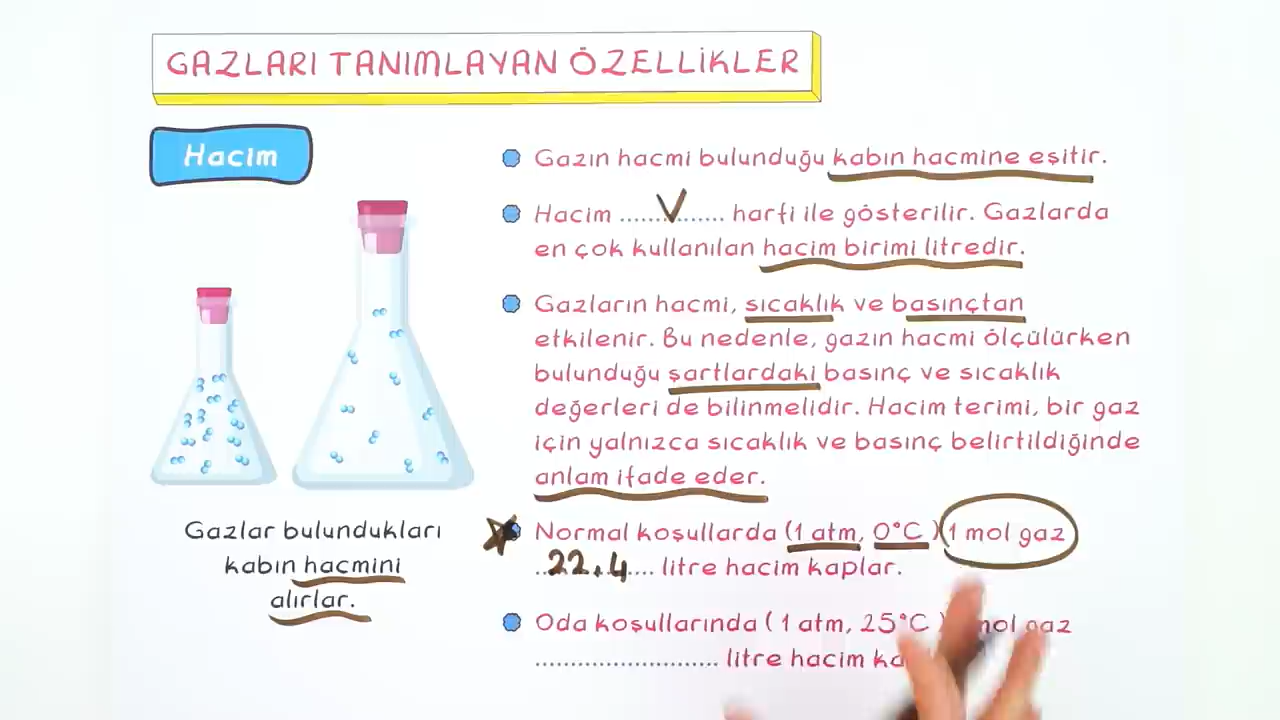 GAZLARI TANIMLAYAN ÖZELLİKLER
Hacim
Gazın hacmi bulunduğu kabın hacmine eşitir.
Hacim ......V...... harfi ile gösterilir. Gazlarda
en çok kullanılan hacim birimi litredir.
Gazların hacmi, sıcaklık ve basınçtan
etkilenir. Bu nedenle, gazın hacmi ölçülürken
bulunduğu şartlardaki basınç ve sıcaklık
değerleri de bilinmelidir. Hacim terimi, bir gaz
için yalnızca sıcaklık ve basınç belirtildiğinde
anlam ifade eder.
Normal koşullarda (1 atm, 0°C ) 1 mol gaz
..22.4.... litre hacim kaplar.
Oda koşullarında ( 1 atm, 25°C ) mol gaz
.......................... litre hacim
Gazlar bulundukları
kabın hacmini
alırlar.